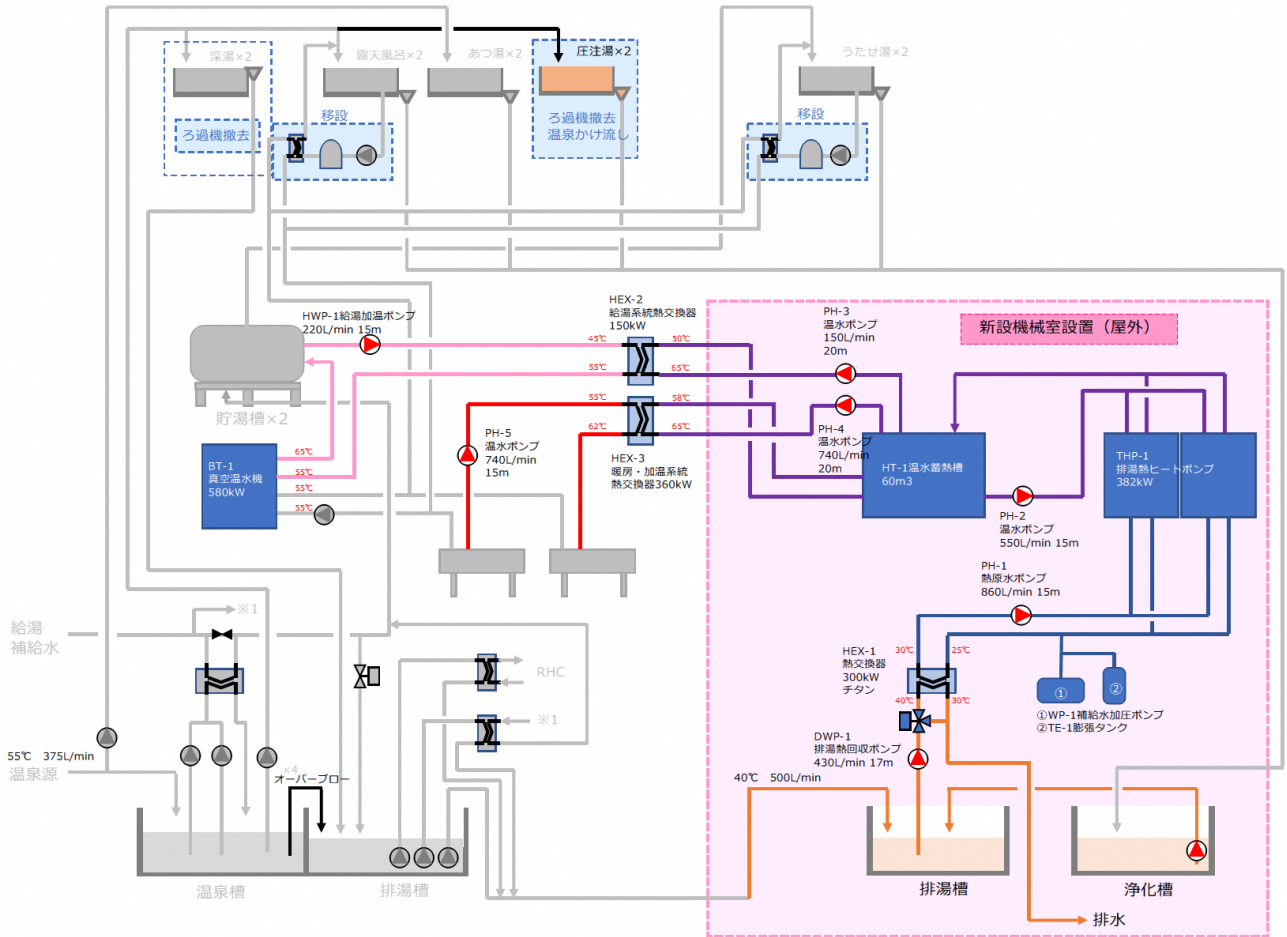 深湯×2
露天風呂×2
あつ湯×2
圧注湯×2
うたせ湯×2
ろ過機撤去
移設
ろ過機撤去
温泉かけ流し
移設
HWP-1給湯加温ポンプ
220L/min 15m
HEX-2
給湯系統熱交換器
150kW
PH-3
温水ポンプ
150L/min
20m
新設機械室設置(屋外)
45℃
50℃
55℃
65℃
貯湯槽×2
55℃
58℃
62℃
65℃
PH-5
温水ポンプ
740L/min
15m
HEX-3
暖房・加温系統
熱交換器360kW
PH-4
温水ポンプ
740L/min
20m
BT-1
真空温水機
580kW
65℃
55℃
55℃
55℃
HT-1温水蓄熱槽
60m3
THP-1
排湯熱ヒートポンプ
382kW
PH-2
温水ポンプ
550L/min 15m
PH-1
熱原水ポンプ
860L/min 15m
※1
給湯
補給水
HEX-1
熱交換器
300kW
チタン
30℃
25℃
40℃
30℃
RHC
※1
①
②
①WP-1補給水加圧ポンプ
②TE-1膨張タンク
DWP-1
排湯熱回収ポンプ
430L/min 17m
55℃ 375L/min
温泉源
×4
オーバーブロー
40℃ 500L/min
温泉槽
排湯槽
排湯槽
浄化槽
排水